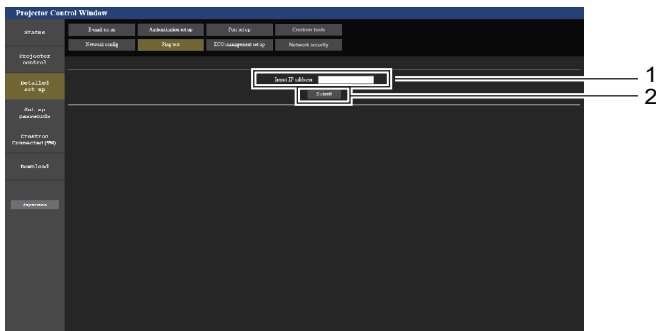 Projector Control Window
Status
E-mail set up
Authentication set up
Port set up
Crestron tools
Network config
Ping test
ECO management set up
Network security
Projector
control
Detailed
set up
Set up
passwords
Crestron
Connected(TM)
Download
Japanese
Input IP address
Submit
1
2